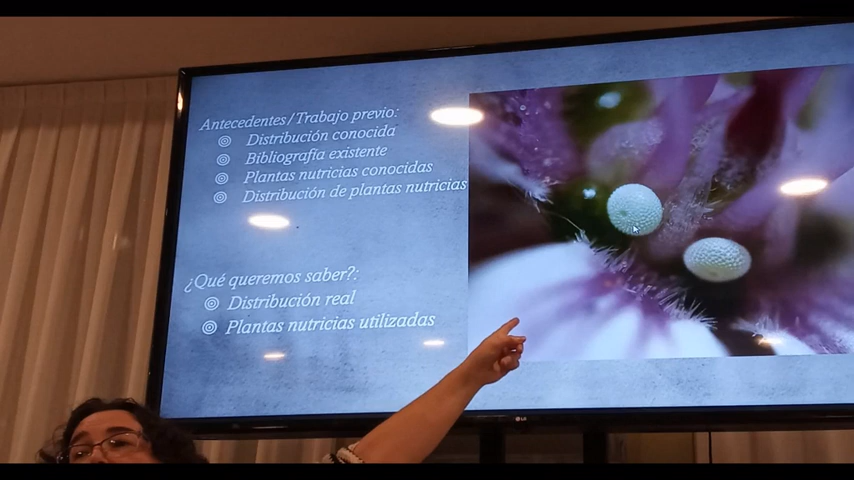 Antecedentes/Trabajo previo:
Distribución conocida
Bibliografía existente
Plantas nutricias conocidas
Distribución de plantas nutricias
¿Qué queremos saber?:
Distribución real
Plantas nutricias utilizadas
LG